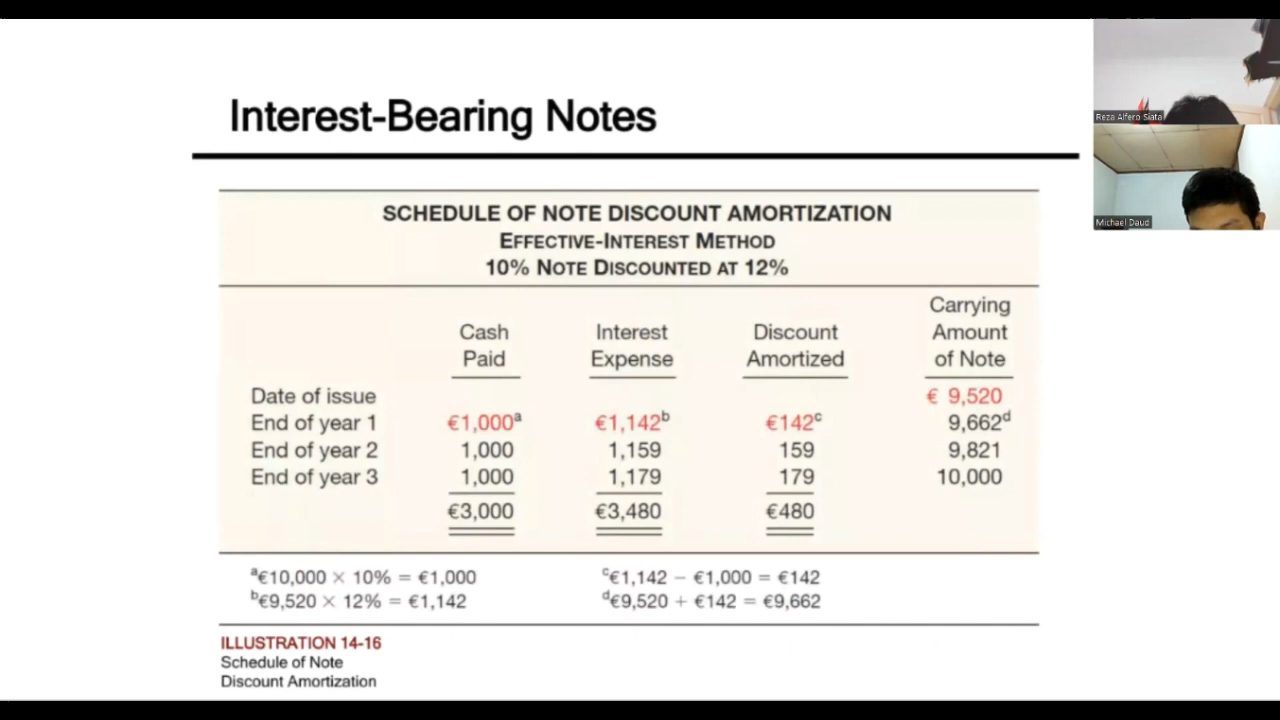 Interest-Bearing Notes
SCHEDULE OF NOTE DISCOUNT AMORTIZATION
EFFECTIVE-INTEREST METHOD
10% NOTE DISCOUNTED AT 12%
Cash Paid Interest Expense Discount Amortized Carrying Amount of Note
Date of issue € 9,520
End of year 1 €1,000ᵃ €1,142ᵇ €142ᶜ 9,662ᵈ
End of year 2 1,000 1,159 159 9,821
End of year 3 1,000 1,179 179 10,000
€3,000 €3,480 €480
ᵃ€10,000 × 10% = €1,000 ᶜ€1,142 − €1,000 = €142
ᵇ€9,520 × 12% = €1,142 ᵈ€9,520 + €142 = €9,662
ILLUSTRATION 14-16
Schedule of Note
Discount Amortization
Reza Alfero Siata
Michael Daud